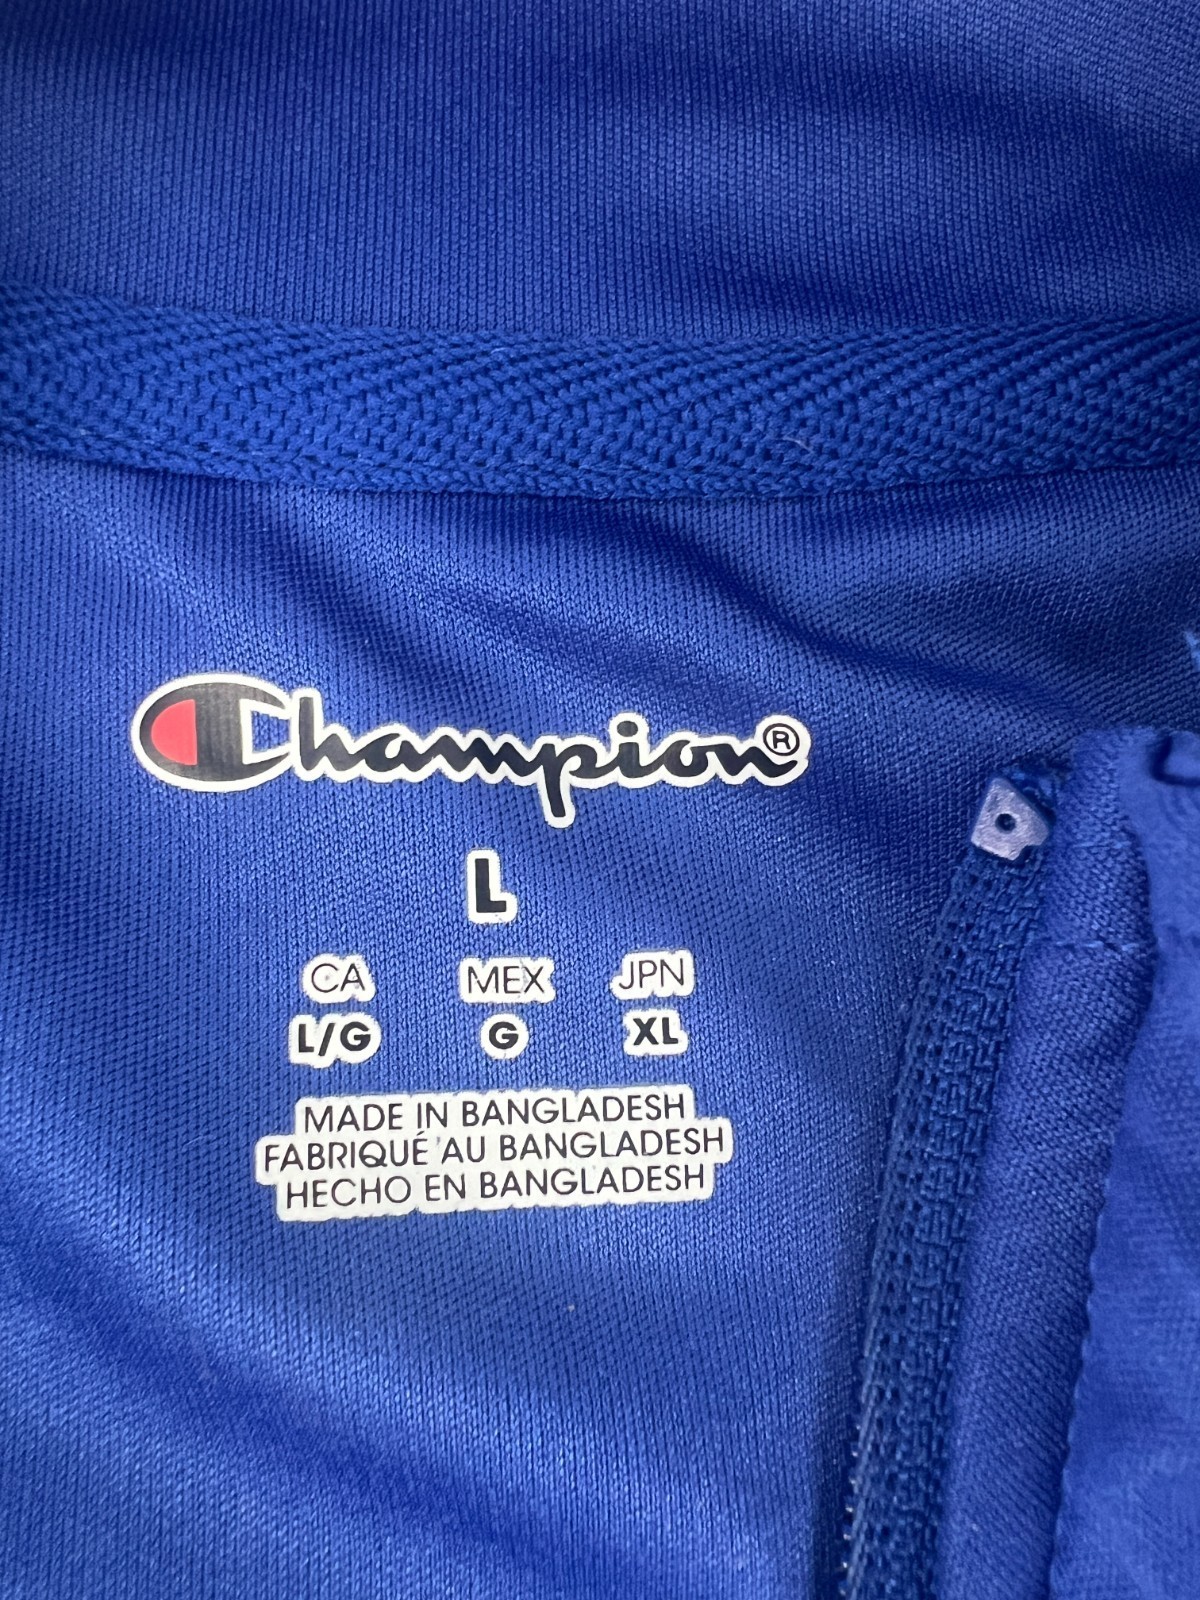 Champion®
L
CA MEX JPN
L/G G XL
MADE IN BANGLADESH
FABRIQUÉ AU BANGLADESH
HECHO EN BANGLADESH